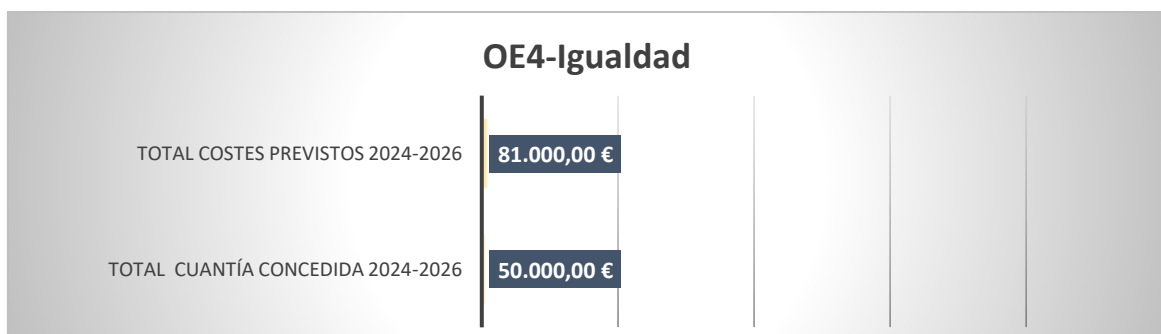 OE4-Igualdad
TOTAL COSTES PREVISTOS 2024-2026 81.000,00 €
TOTAL CUANTÍA CONCEDIDA 2024-2026 50.000,00 €